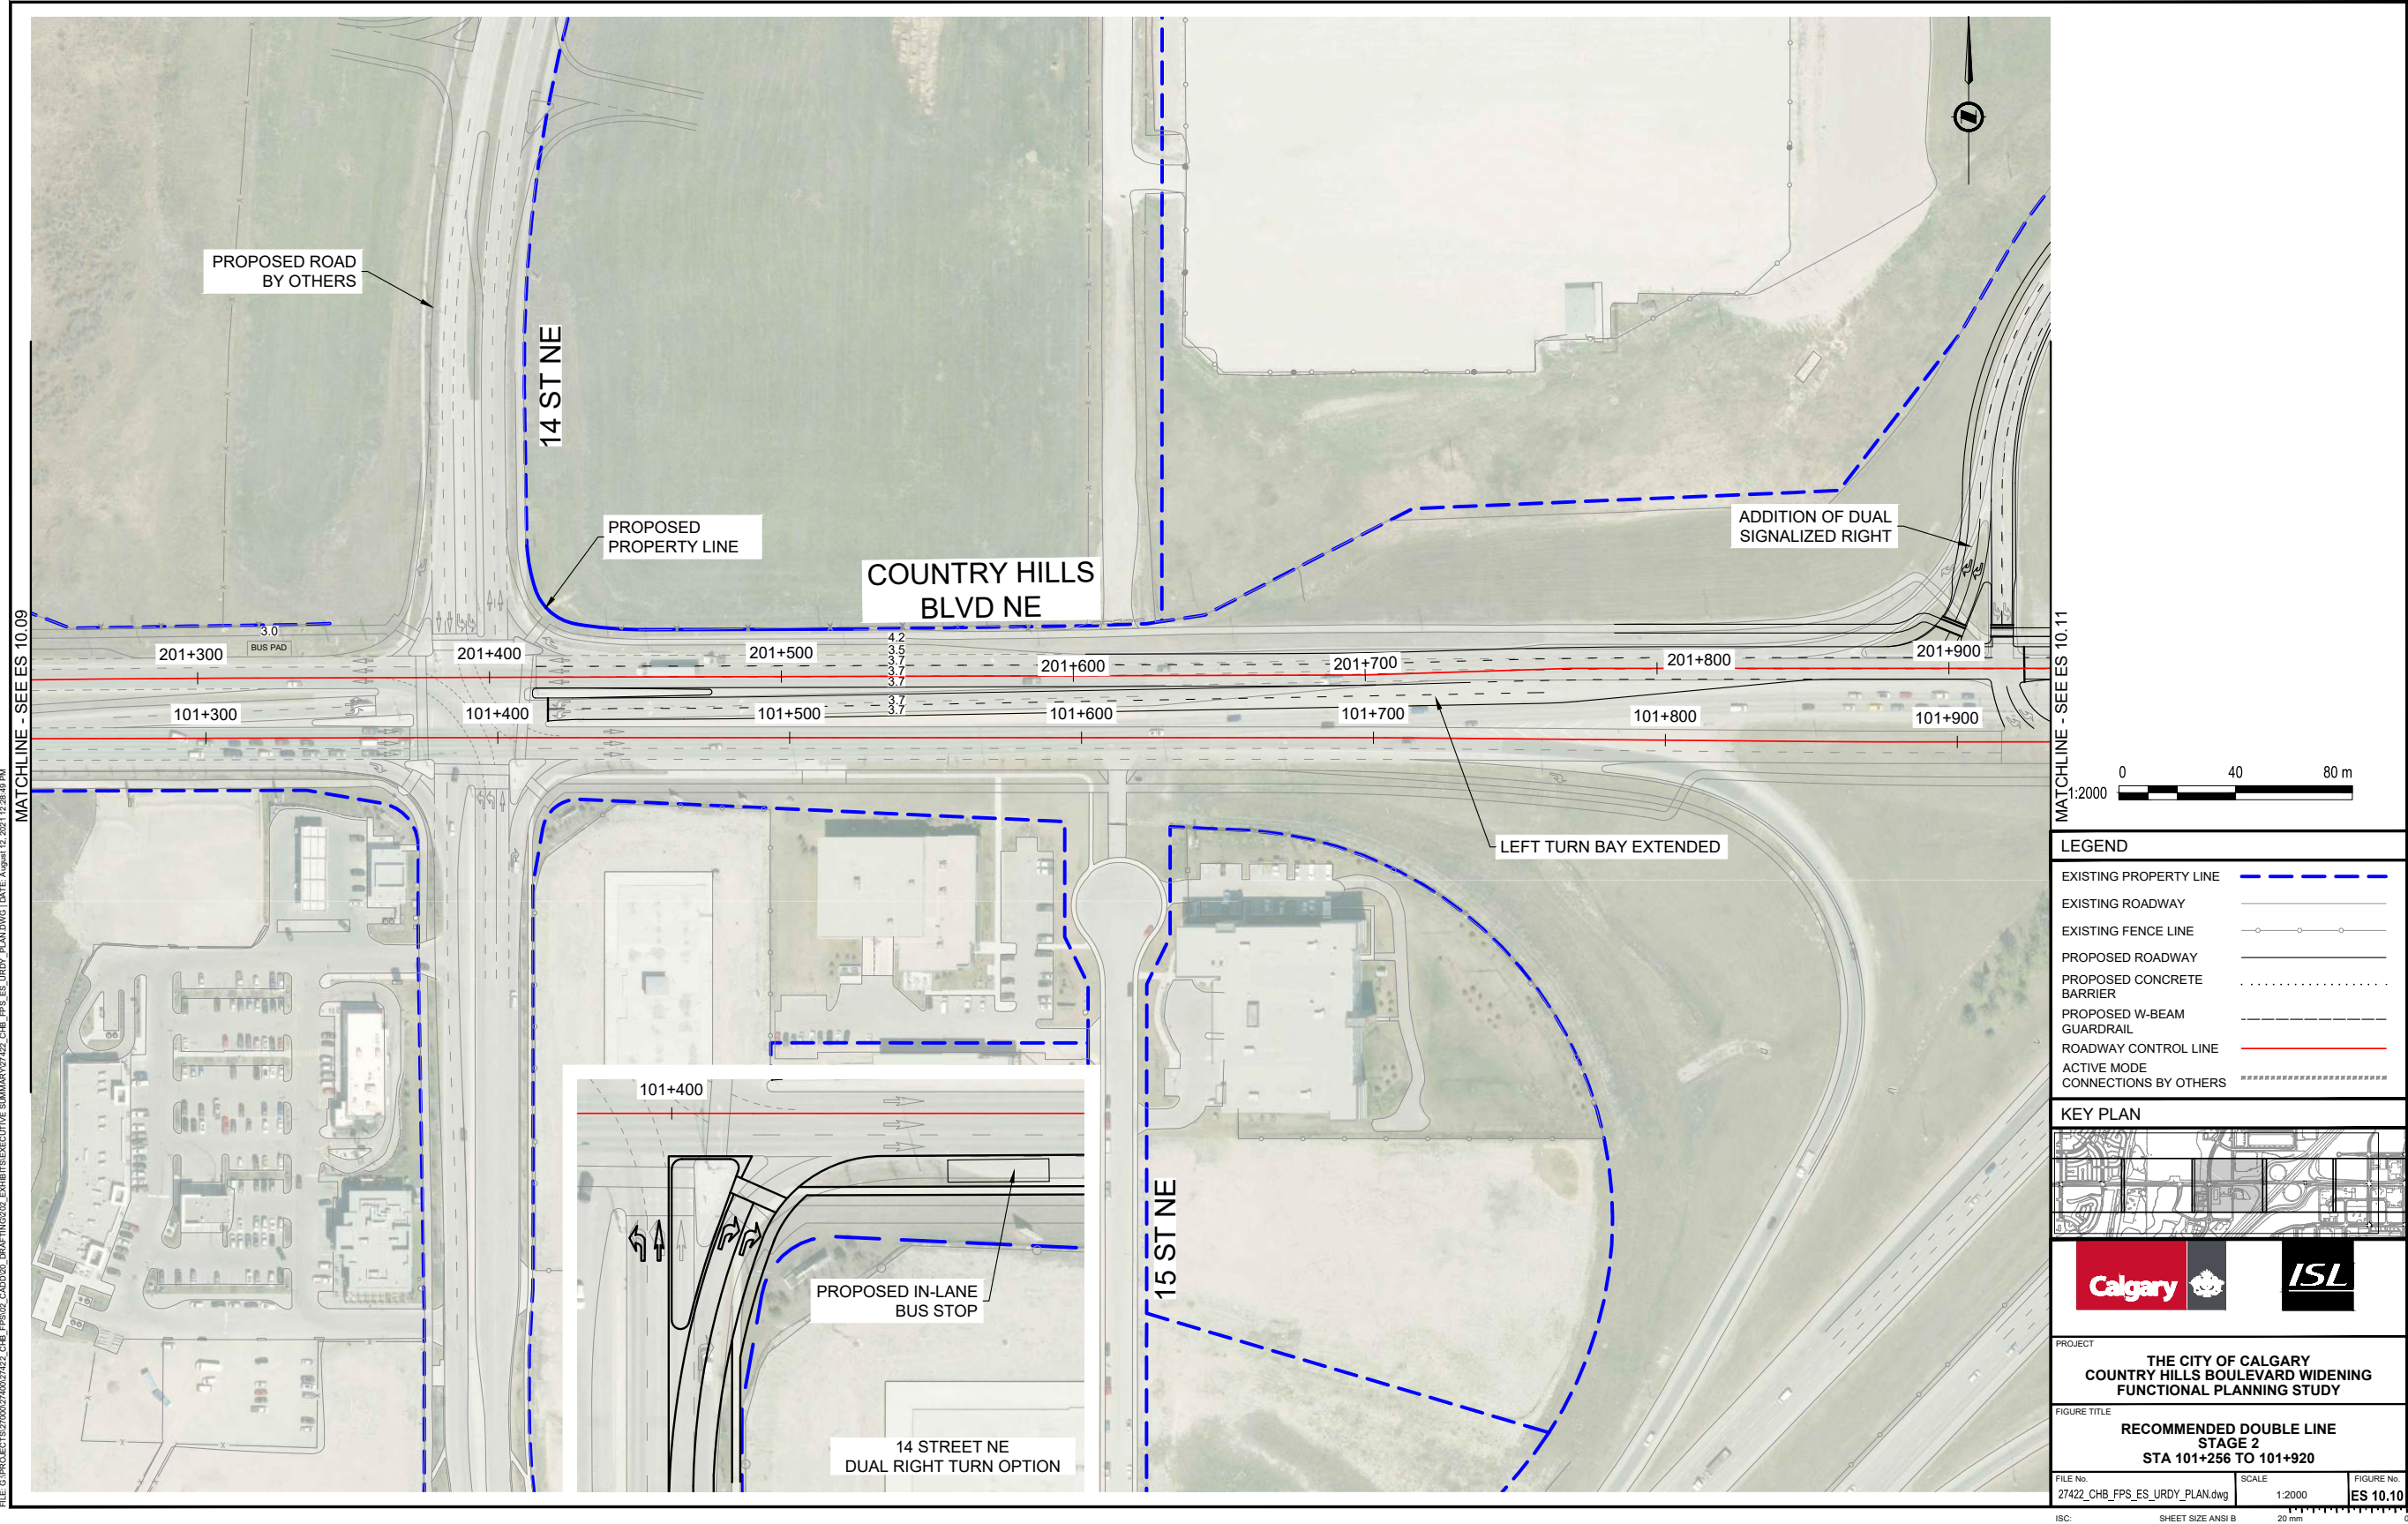 PROPOSED ROAD
BY OTHERS
14 ST NE
PROPOSED
PROPERTY LINE
COUNTRY HILLS
BLVD NE
ADDITION OF DUAL
SIGNALIZED RIGHT
MATCHLINE - SEE ES 10.09
MATCHLINE - SEE ES 10.11
3.0
BUS PAD
4.2
3.5
3.7
3.7
3.7
3.7
3.7
201+300
201+400
201+500
201+600
201+700
201+800
201+900
101+300
101+400
101+500
101+600
101+700
101+800
101+900
LEFT TURN BAY EXTENDED
15 ST NE
101+400
PROPOSED IN-LANE
BUS STOP
14 STREET NE
DUAL RIGHT TURN OPTION
0 40 80 m
1:2000
LEGEND
EXISTING PROPERTY LINE
EXISTING ROADWAY
EXISTING FENCE LINE
PROPOSED ROADWAY
PROPOSED CONCRETE
BARRIER
PROPOSED W-BEAM
GUARDRAIL
ROADWAY CONTROL LINE
ACTIVE MODE
CONNECTIONS BY OTHERS
KEY PLAN
Calgary
ISL
PROJECT
THE CITY OF CALGARY
COUNTRY HILLS BOULEVARD WIDENING
FUNCTIONAL PLANNING STUDY
FIGURE TITLE
RECOMMENDED DOUBLE LINE
STAGE 2
STA 101+256 TO 101+920
FILE No.
27422_CHB_FPS_ES_URDY_PLAN.dwg
SCALE
1:2000
FIGURE No.
ES 10.10
ISC:
SHEET SIZE ANSI B
20 mm